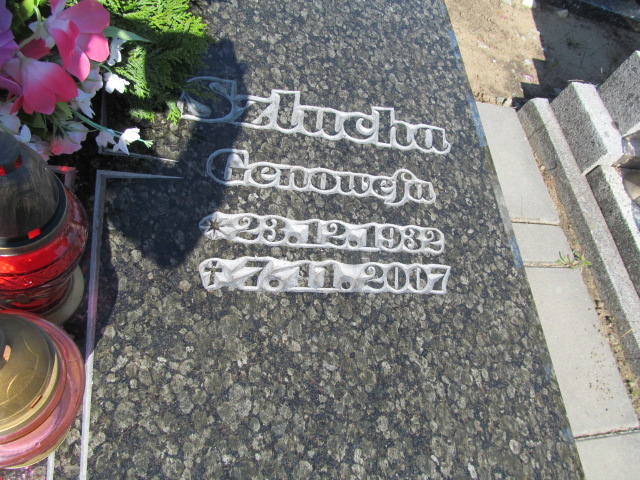 Szlucha
Genowefa
* 23.12.1932
† 7.11.2007